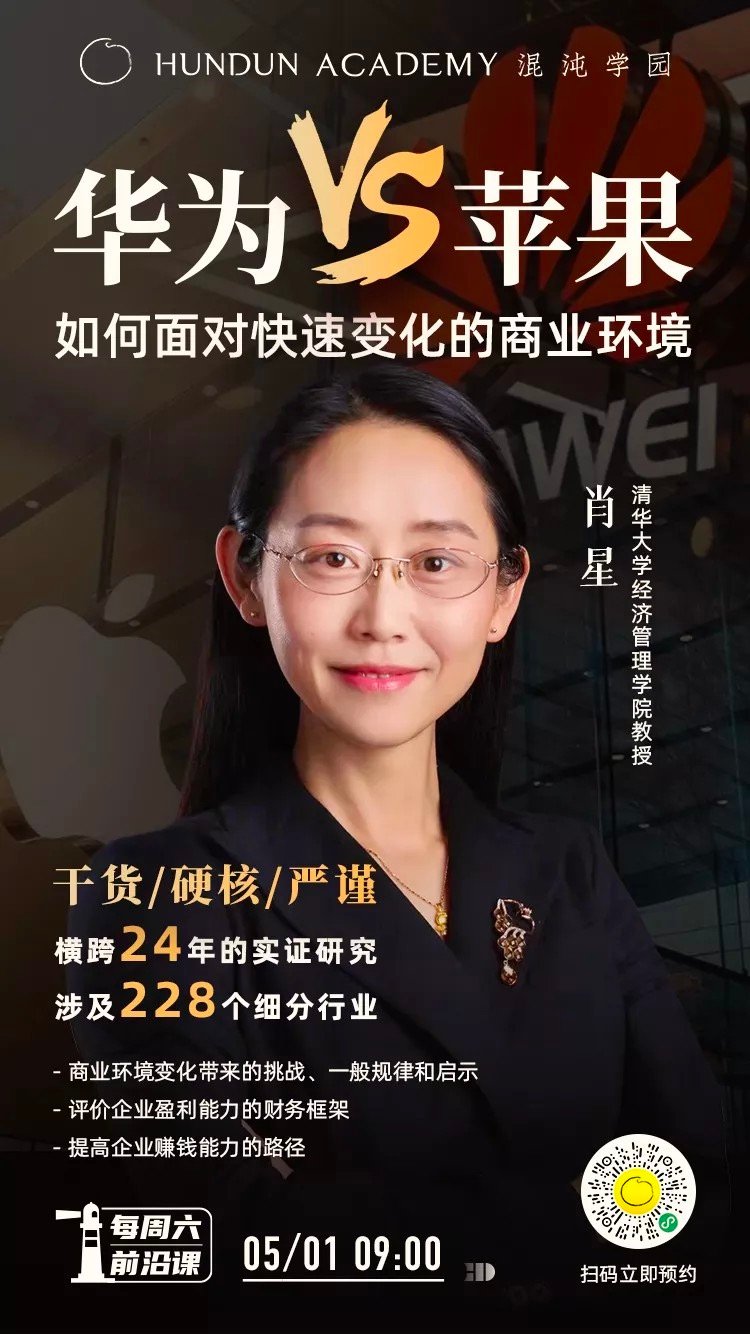 HUNDUN ACADEMY 混沌学园
华为VS苹果
如何面对快速变化的商业环境
AWEI
肖星
清华大学经济管理学院教授
干货/硬核/严谨
横跨24年的实证研究
涉及228个细分行业
- 商业环境变化带来的挑战、一般规律和启示
- 评价企业盈利能力的财务框架
- 提高企业赚钱能力的路径
每周六
前沿课
05/01 09:00
扫码立即预约